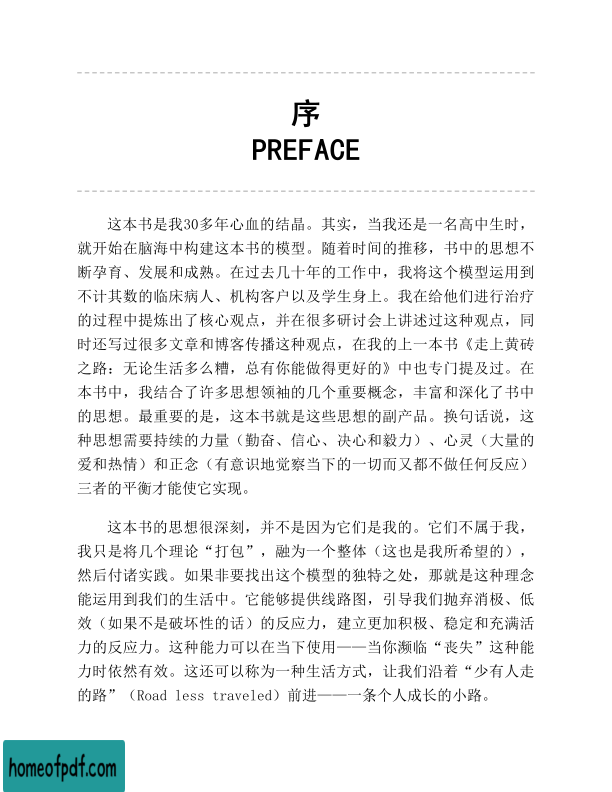 序
PREFACE
这本书是我30多年心血的结晶。其实，当我还是一名高中生时，
就开始在脑海中构建这本书的模型。随着时间的推移，书中的思想不
断孕育、发展和成熟。在过去几十年的工作中，我将这个模型运用到
不计其数的临床病人、机构客户以及学生身上。我在给他们进行治疗
的过程中提炼出了核心观点，并在很多研讨会上讲述过这种观点，同
时还写过很多文章和博客传播这种观点，在我的上一本书《走上黄砖
之路：无论生活多么糟，总有你能做得更好的》中也专门提及过。在
本书中，我结合了许多思想领袖的几个重要概念，丰富和深化了书中
的思想。最重要的是，这本书就是这些思想的副产品。换句话说，这
种思想需要持续的力量（勤奋、信心、决心和毅力）、心灵（大量的
爱和热情）和正念（有意识地觉察当下的一切而又都不做任何反应）
三者的平衡才能使它实现。
这本书的思想很深刻，并不是因为它们是我的。它们不属于我，
我只是将几个理论“打包”，融为一个整体（这也是我所希望的），
然后付诸实践。如果非要找出这个模型的独特之处，那就是这种理念
能运用到我们的生活中。它能够提供线路图，引导我们抛弃消极、低
效（如果不是破坏性的话）的反应力，建立更加积极、稳定和充满活
力的反应力。这种能力可以在当下使用——当你濒临“丧失”这种能
力时依然有效。这还可以称为一种生活方式，让我们沿着“少有人走
的路”（Road less traveled）前进——一条个人成长的小路。
homeofpdf.com